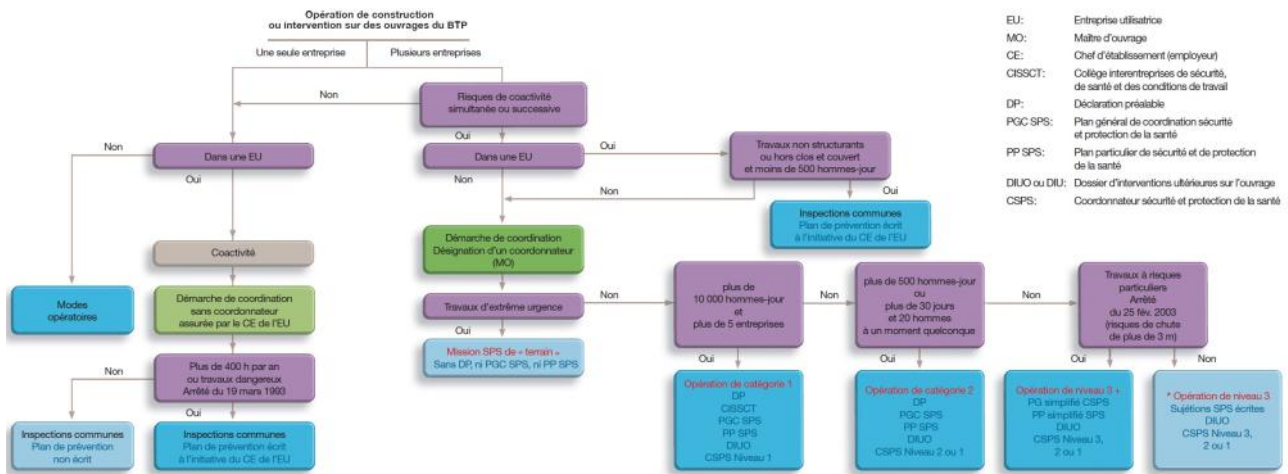 Opération de construction
ou intervention sur des ouvrages du BTP
Une seule entreprise
Plusieurs entreprises
Non
Risques de coactivité
simultanée ou successive
Oui
Oui
Non
Dans une EU
Oui
Dans une EU
Non
Oui
Travaux non structurants
ou hors clos et couvert
et moins de 500 hommes-jour
Non
Oui
Inspections communes
Plan de prévention écrit
à l'initiative du CE de l'EU
Coactivité
Démarche de coordination
Désignation d'un coordonnateur
(MO)
Modes
opératoires
Démarche de coordination
sans coordonnateur
assurée par le CE de l'EU
Travaux d'extrême urgence
Non
Oui
Mission SPS de « terrain »
Sans DP, ni PGC SPS, ni PP SPS
plus de
10 000 hommes-jour
et
plus de 5 entreprises
Non
plus de 500 hommes-jour
ou
plus de 30 jours
et 20 hommes
à un moment quelconque
Non
Travaux à risques
particuliers
Arrêté
du 25 fév. 2003
(risques de chute
de plus de 3 m)
Non
Plus de 400 h par an
ou travaux dangereux
Arrêté du 19 mars 1993
Oui
Inspections communes
Plan de prévention
non écrit
Inspections communes
Plan de prévention écrit
à l'initiative du CE de l'EU
Oui
Opération de catégorie 1
DP
CISSCT
PGC SPS
PP SPS
DIUO
CSPS Niveau 1
Oui
Opération de catégorie 2
DP
PGC SPS
PP SPS
DIUO
CSPS Niveau 2 ou 1
Oui
Opération de niveau 3 +
PG simplifié CSPS
PP simplifié SPS
DIUO
CSPS Niveau 3,
2 ou 1
Non
* Opération de niveau 3
Sujétions SPS écrites
DIUO
CSPS Niveau 3,
2 ou 1
EU: Entreprise utilisatrice
MO: Maître d'ouvrage
CE: Chef d'établissement (employeur)
CISSCT: Collège interentreprises de sécurité,
de santé et des conditions de travail
DP: Déclaration préalable
PGC SPS: Plan général de coordination sécurité
et protection de la santé
PP SPS: Plan particulier de sécurité et de protection
de la santé
DIUO ou DIU: Dossier d'interventions ultérieures sur l'ouvrage
CSPS: Coordonnateur sécurité et protection de la santé